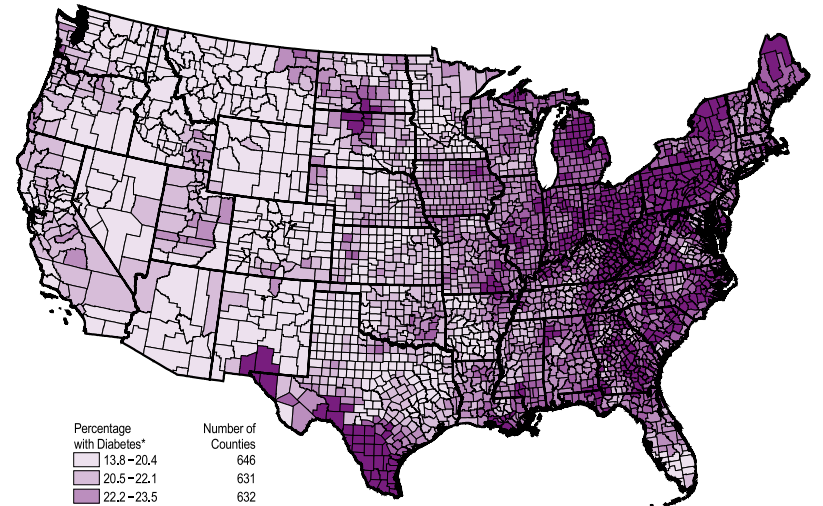 Percentage
with Diabetes*
Number of
Counties
13.8–20.4 646
20.5–22.1 631
22.2–23.5 632